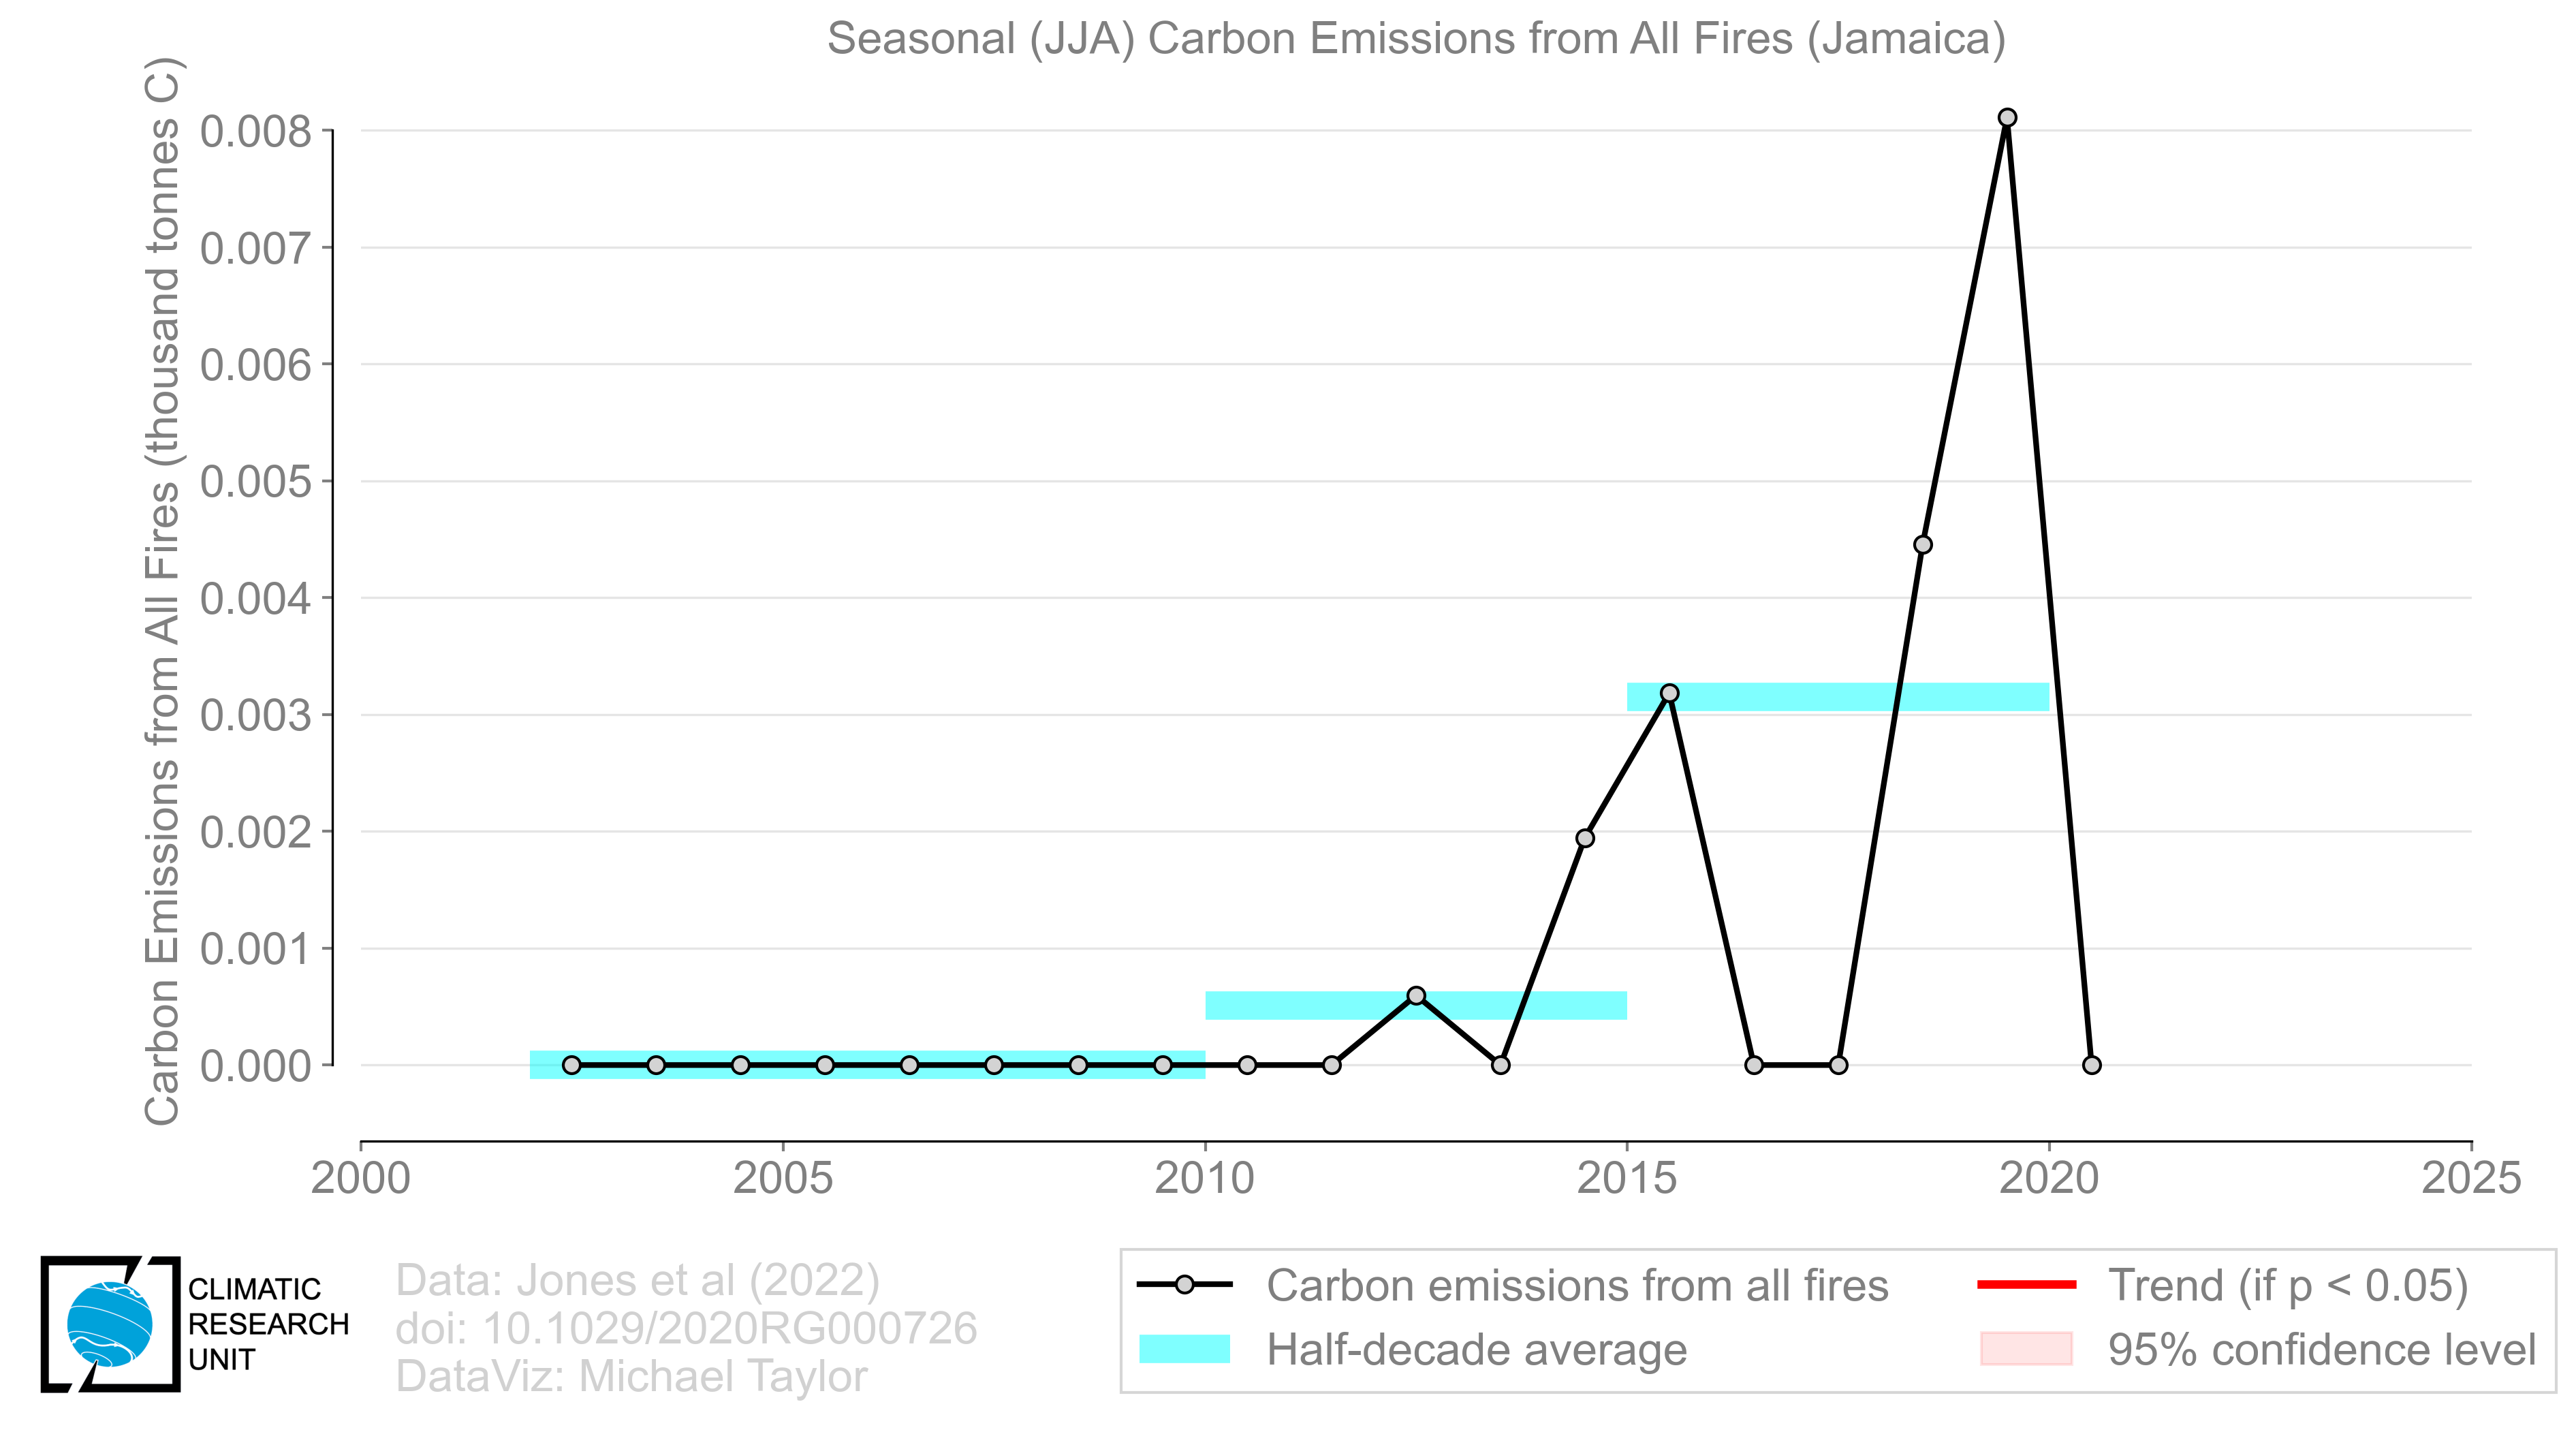 Seasonal (JJA) Carbon Emissions from All Fires (Jamaica)
Carbon Emissions from All Fires (thousand tonnes C)
0.008
0.007
0.006
0.005
0.004
0.003
0.002
0.001
0.000
2000 2005 2010 2015 2020 2025
CLIMATIC
RESEARCH
UNIT
Data: Jones et al (2022)
doi: 10.1029/2020RG000726
DataViz: Michael Taylor
Carbon emissions from all fires
Half-decade average
Trend (if p < 0.05)
95% confidence level